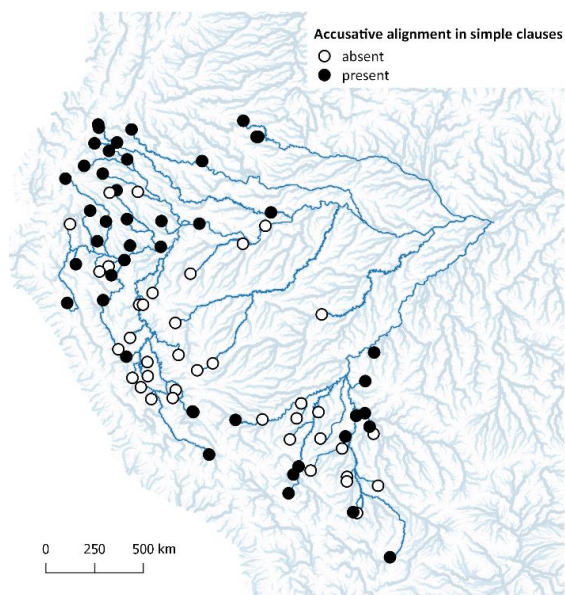 Accusative alignment in simple clauses
absent
present
0 250 500 km